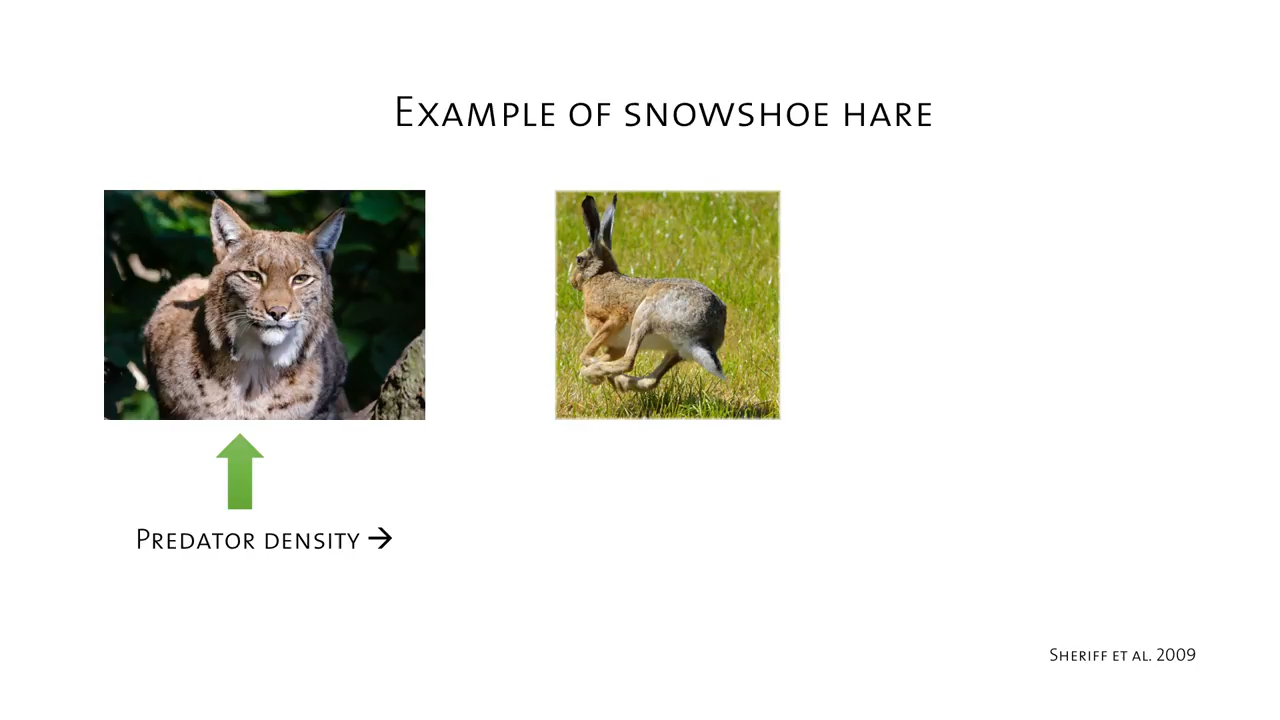 Example of snowshoe hare
Predator density →
Sheriff et al. 2009